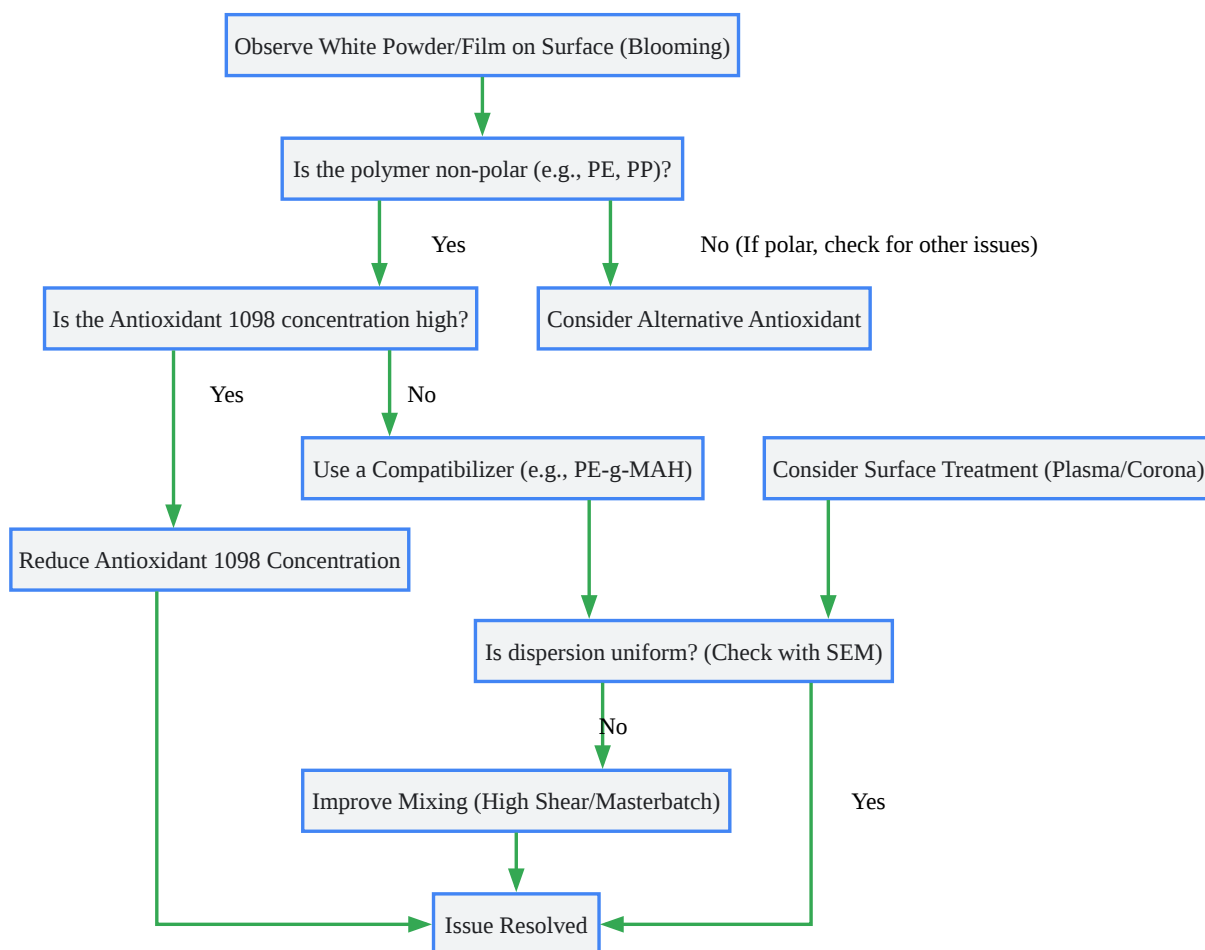 Observe White Powder/Film on Surface (Blooming)
Is the polymer non-polar (e.g., PE, PP)?
Yes
No (If polar, check for other issues)
Is the Antioxidant 1098 concentration high?
Consider Alternative Antioxidant
Yes
No
Use a Compatibilizer (e.g., PE-g-MAH)
Consider Surface Treatment (Plasma/Corona)
Reduce Antioxidant 1098 Concentration
Is dispersion uniform? (Check with SEM)
No
Improve Mixing (High Shear/Masterbatch)
Yes
Issue Resolved